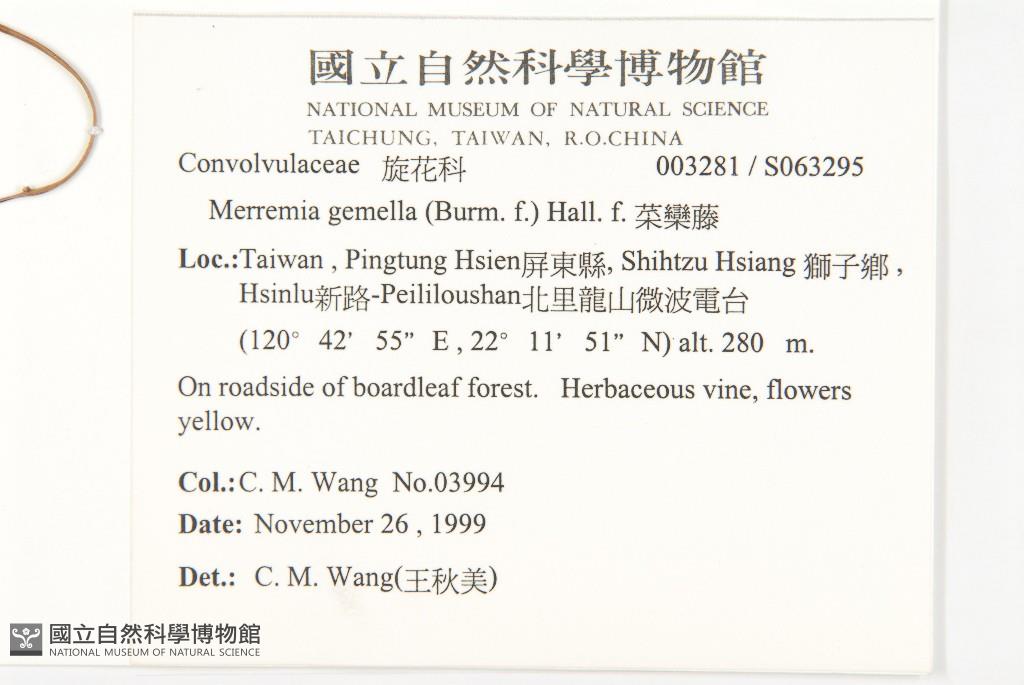 國立自然科學博物館
NATIONAL MUSEUM OF NATURAL SCIENCE
TAICHUNG, TAIWAN, R.O.CHINA
Convolvulaceae 旋花科 003281 / S063295
Merremia gemella (Burm. f.) Hall. f. 菜欒藤
Loc.:Taiwan , Pingtung Hsien屏東縣, Shihtzu Hsiang 獅子鄉 ,
Hsinlu新路-Peililoushan北里龍山微波電台
(120° 42’ 55” E , 22° 11’ 51” N) alt. 280 m.
On roadside of boardleaf forest. Herbaceous vine, flowers
yellow.
Col.: C. M. Wang No.03994
Date: November 26 , 1999
Det.: C. M. Wang(王秋美)
國立自然科學博物館
NATIONAL MUSEUM OF NATURAL SCIENCE